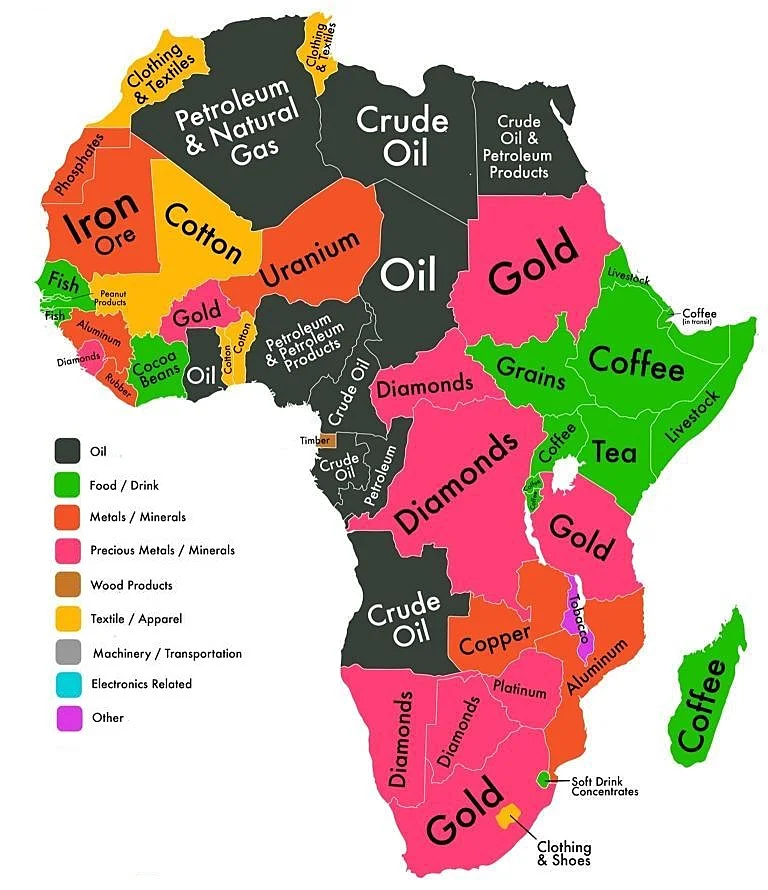 Clothing
& Textiles
Clothing
& Textiles
Petroleum
& Natural
Gas
Crude
Oil
Crude
Oil &
Petroleum
Products
Phosphates
Iron
Ore
Cotton
Uranium
Oil
Gold
Livestock
Coffee
(in transit)
Fish
Peanut
Products
Fish
Aluminum
Diamonds
Rubber
Cocoa
Beans
Gold
Oil
Cotton
Cotton
Petroleum
& Petroleum
Products
Crude Oil
Diamonds
Grains
Coffee
Livestock
Timber
Crude
Oil
Petroleum
Diamonds
Coffee
Tea
Gold
Crude
Oil
Copper
Tobacco
Aluminum
Diamonds
Diamonds
Platinum
Gold
Coffee
Soft Drink
Concentrates
Clothing
& Shoes
Oil
Food / Drink
Metals / Minerals
Precious Metals / Minerals
Wood Products
Textile / Apparel
Machinery / Transportation
Electronics Related
Other